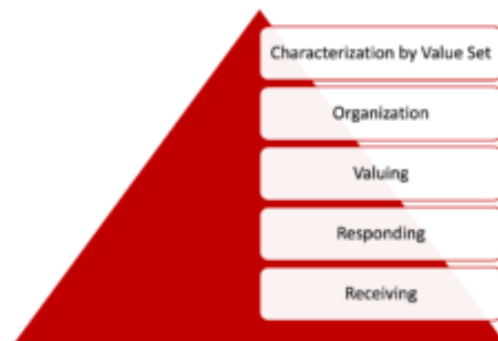 Characterization by Value Set
Organization
Valuing
Responding
Receiving